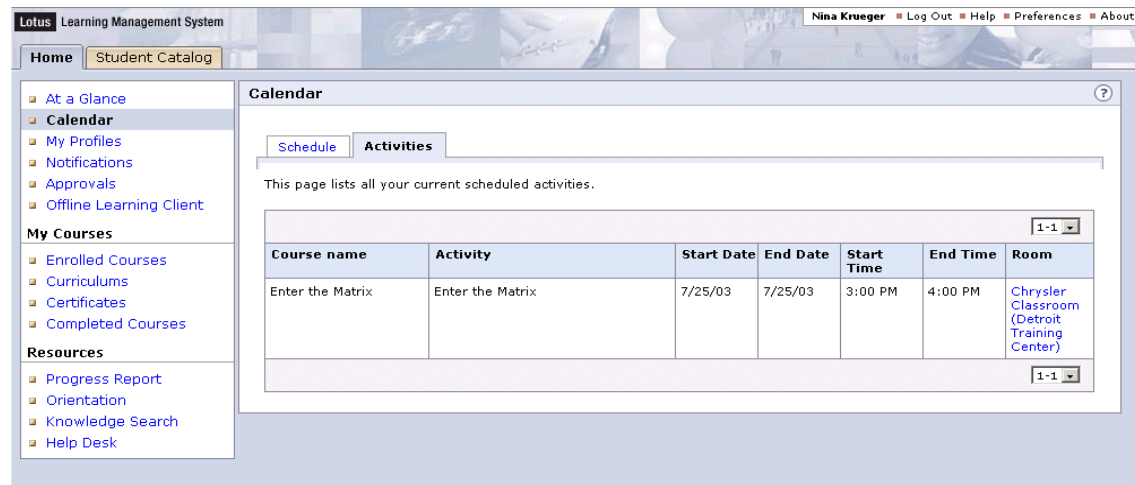 Lotus Learning Management System
Nina Krueger Log Out Help Preferences About
Home Student Catalog
At a Glance
Calendar
My Profiles
Notifications
Approvals
Offline Learning Client
My Courses
Enrolled Courses
Curriculums
Certificates
Completed Courses
Resources
Progress Report
Orientation
Knowledge Search
Help Desk
Calendar ?
Schedule Activities
This page lists all your current scheduled activities.
1-1
Course name Activity Start Date End Date Start Time End Time Room
Enter the Matrix Enter the Matrix 7/25/03 7/25/03 3:00 PM 4:00 PM Chrysler
Classroom
(Detroit
Training
Center)
1-1